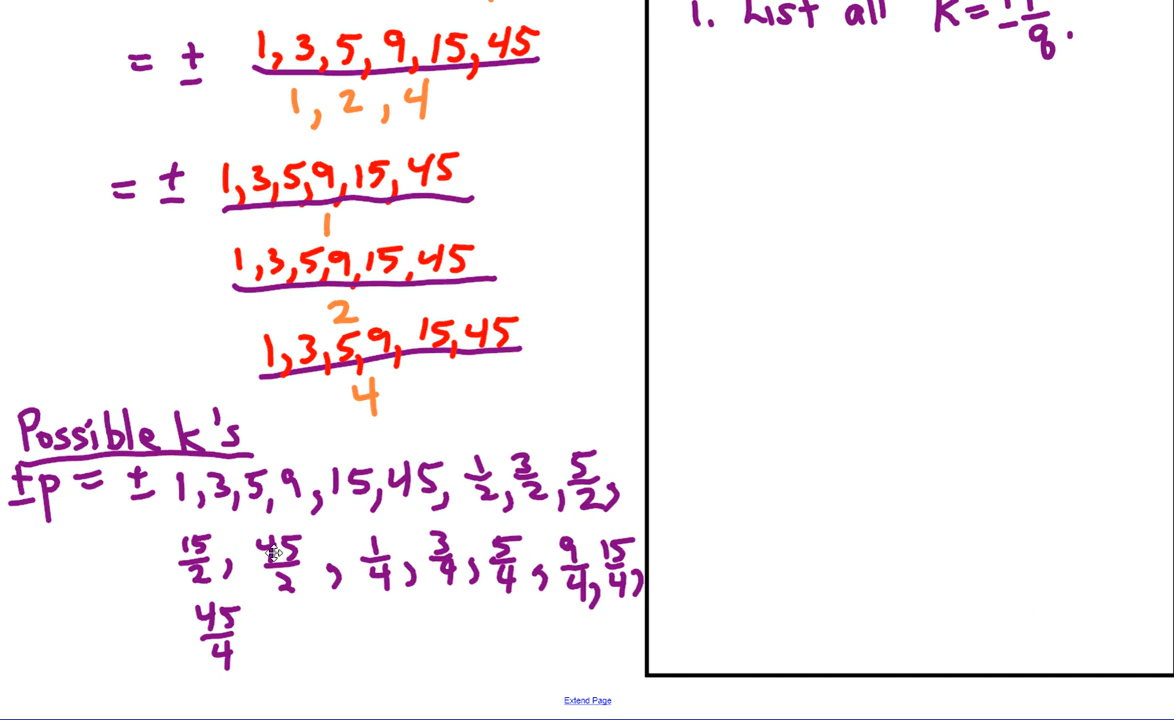 = ± 1, 3, 5, 9, 15, 45
1, 2, 4
= ± 1, 3, 5, 9, 15, 45
1
1, 3, 5, 9, 15, 45
2
1, 3, 5, 9, 15, 45
4
Possible k's
±p = ± 1, 3, 5, 9, 15, 45, 1/2, 3/2, 5/2,
15/2, 45/2, 1/4, 3/4, 5/4, 9/4, 15/4,
45/4
1. List all k = ±
q.
Extend Page